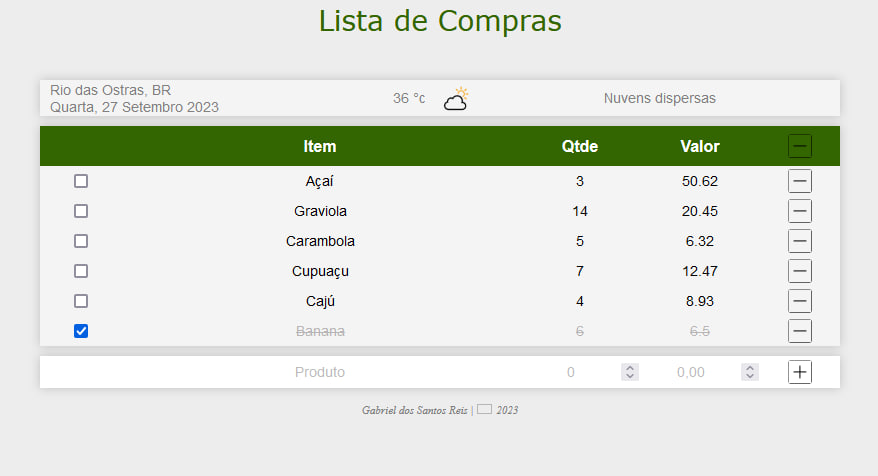 Lista de Compras
Rio das Ostras, BR
Quarta, 27 Setembro 2023
36 °c
Nuvens dispersas
Item Qtde Valor
Açaí 3 50.62
Graviola 14 20.45
Carambola 5 6.32
Cupuaçu 7 12.47
Cajú 4 8.93
Banana 6 6.5
Produto 0 0,00
Gabriel dos Santos Reis | 2023